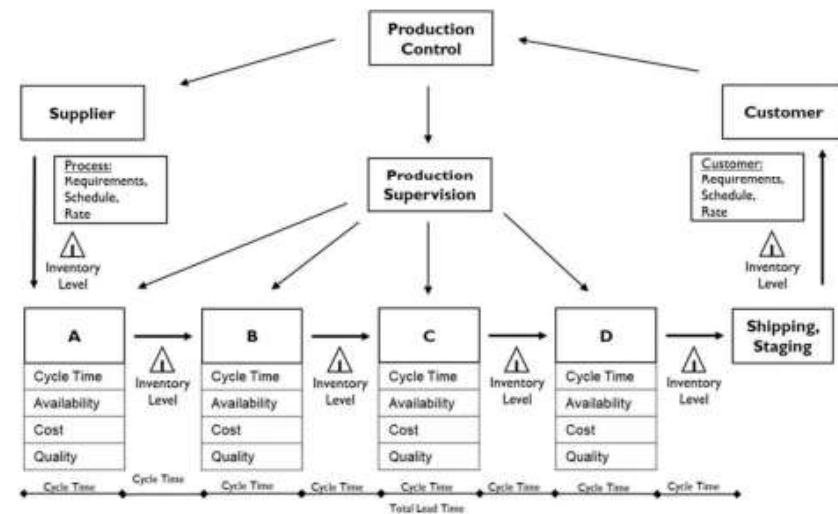 Production
Control
Supplier
Customer
Process:
Requirements,
Schedule,
Rate
Production
Supervision
Customer:
Requirements,
Schedule,
Rate
I
Inventory
Level
I
Inventory
Level
A
B
C
D
Shipping,
Staging
I
Inventory
Level
I
Inventory
Level
I
Inventory
Level
I
Inventory
Level
Cycle Time
Availability
Cost
Quality
Cycle Time
Availability
Cost
Quality
Cycle Time
Availability
Cost
Quality
Cycle Time
Availability
Cost
Quality
Cycle Time
Cycle Time
Cycle Time
Cycle Time
Cycle Time
Cycle Time
Cycle Time
Cycle Time
Total Lead Time